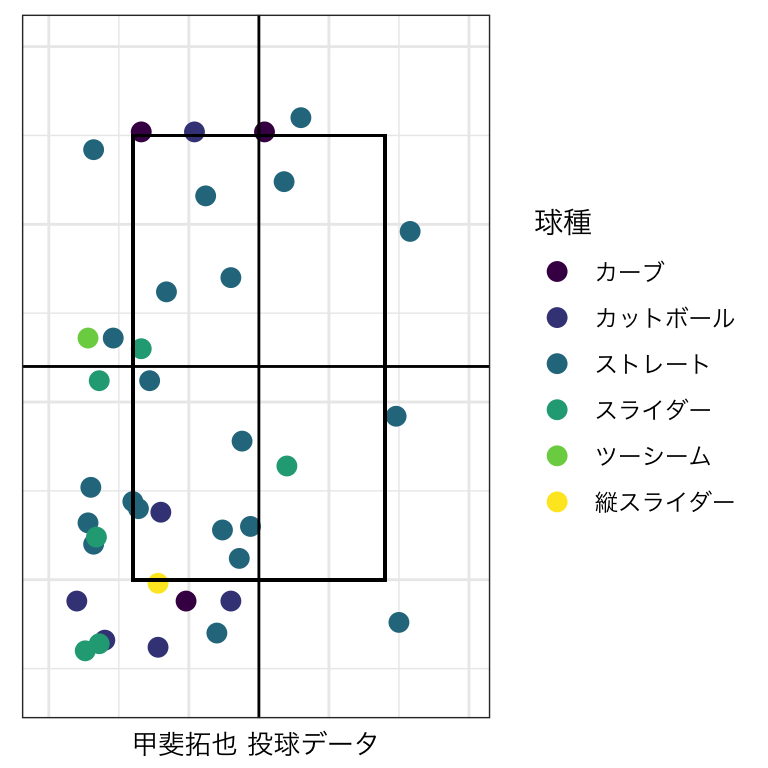 球種
カーブ
カットボール
ストレート
スライダー
ツーシーム
縦スライダー
甲斐拓也 投球データ